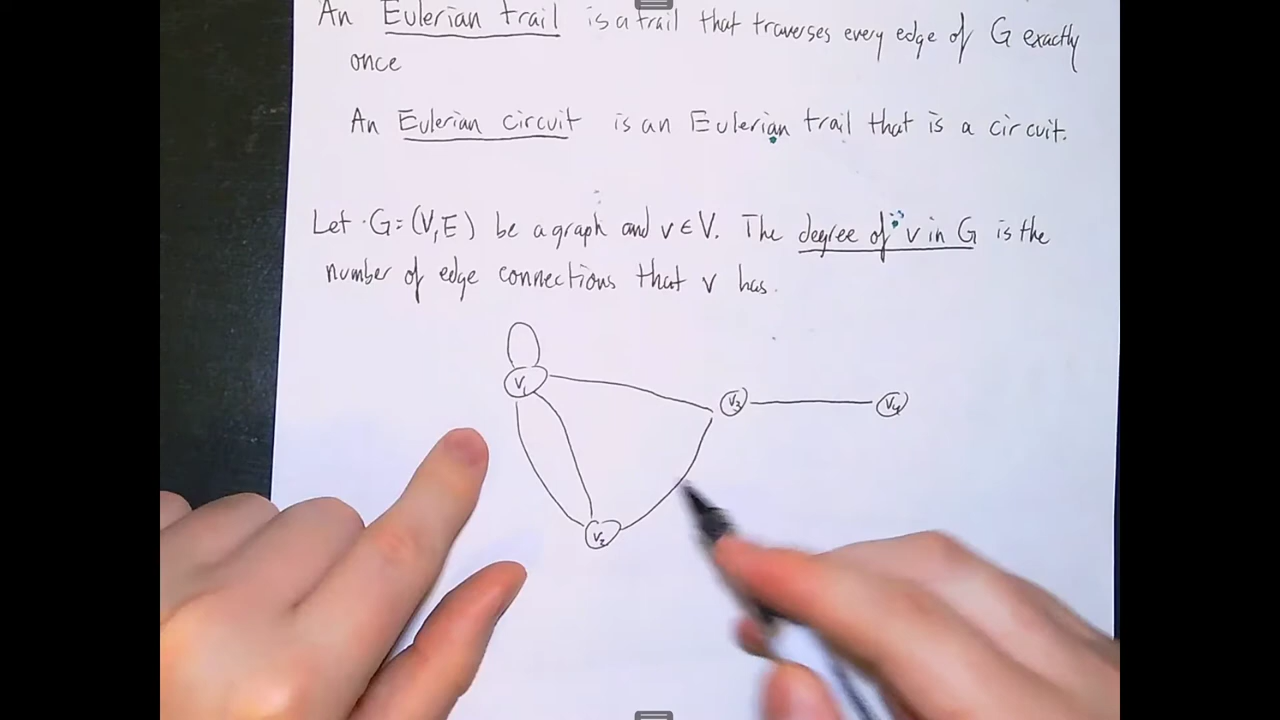 An Eulerian trail is a trail that traverses every edge of G exactly
once
An Eulerian circuit is an Eulerian trail that is a circuit.
Let G=(V,E) be a graph and v∈V. The degree of v in G is the
number of edge connections that v has.
v₁
v₃ v₄
v₂